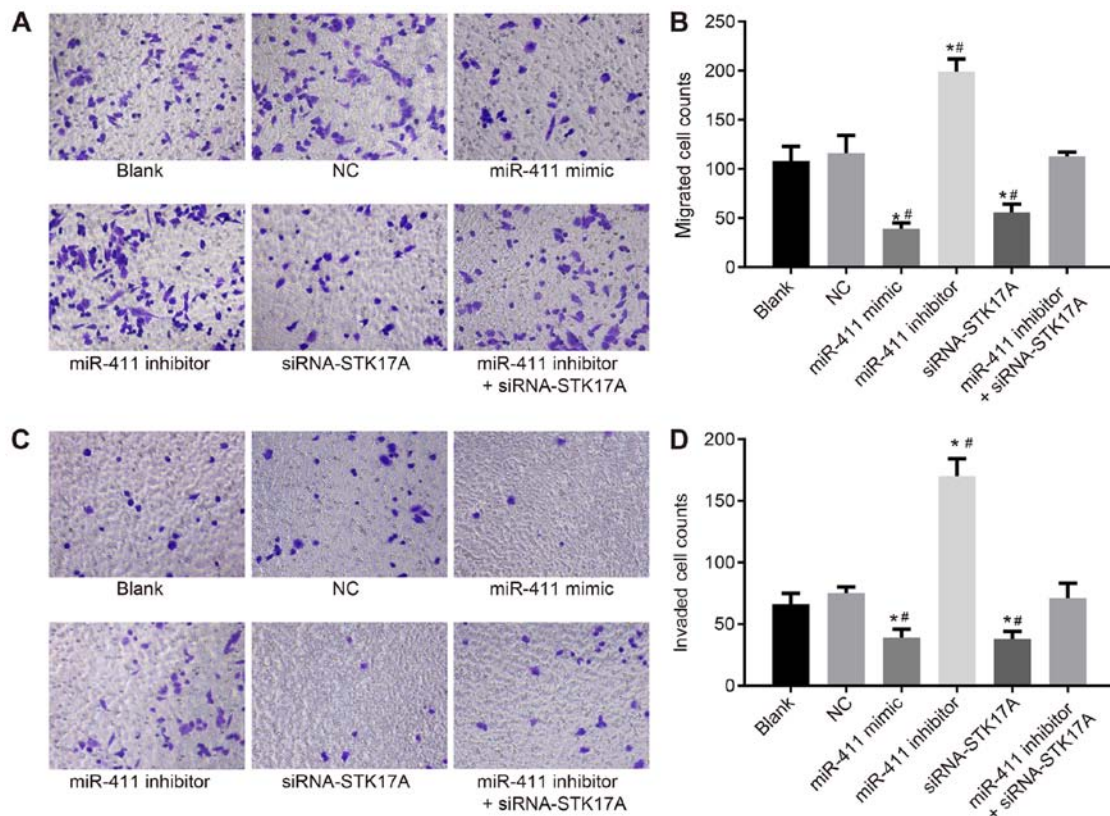 A
Blank
NC
miR-411 mimic
miR-411 inhibitor
siRNA-STK17A
miR-411 inhibitor
+ siRNA-STK17A
B
Migrated cell counts
250
200
150
100
50
0
*#
*#
*#
Blank
NC
miR-411 mimic
miR-411 inhibitor
siRNA-STK17A
miR-411 inhibitor
+ siRNA-STK17A
C
Blank
NC
miR-411 mimic
miR-411 inhibitor
siRNA-STK17A
miR-411 inhibitor
+ siRNA-STK17A
D
Invaded cell counts
200
150
100
50
0
*#
* #
*#
Blank
NC
miR-411 mimic
miR-411 inhibitor
siRNA-STK17A
miR-411 inhibitor
+ siRNA-STK17A